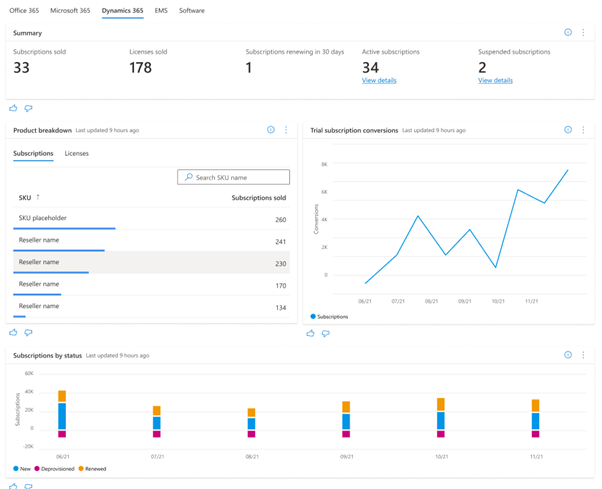 Office 365 Microsoft 365 Dynamics 365 EMS Software
Summary
Subscriptions sold Licenses sold Subscriptions renewing in 30 days Active subscriptions Suspended subscriptions
33 178 1 34 2
View details View details
Product breakdown Last updated 9 hours ago
Subscriptions Licenses
Search SKU name
SKU ↑ Subscriptions sold
SKU placeholder 260
Reseller name 241
Reseller name 230
Reseller name 170
Reseller name 134
Trial subscription conversions Last updated 9 hours ago
Conversions
8K
6K
4K
2K
0
06/21 07/21 08/21 09/21 10/21 11/21
Subscriptions
Subscriptions by status Last updated 9 hours ago
Subscriptions
60K
40K
20K
0
-20K
06/21 07/21 08/21 09/21 10/21 11/21
New Deprovisioned Renewed